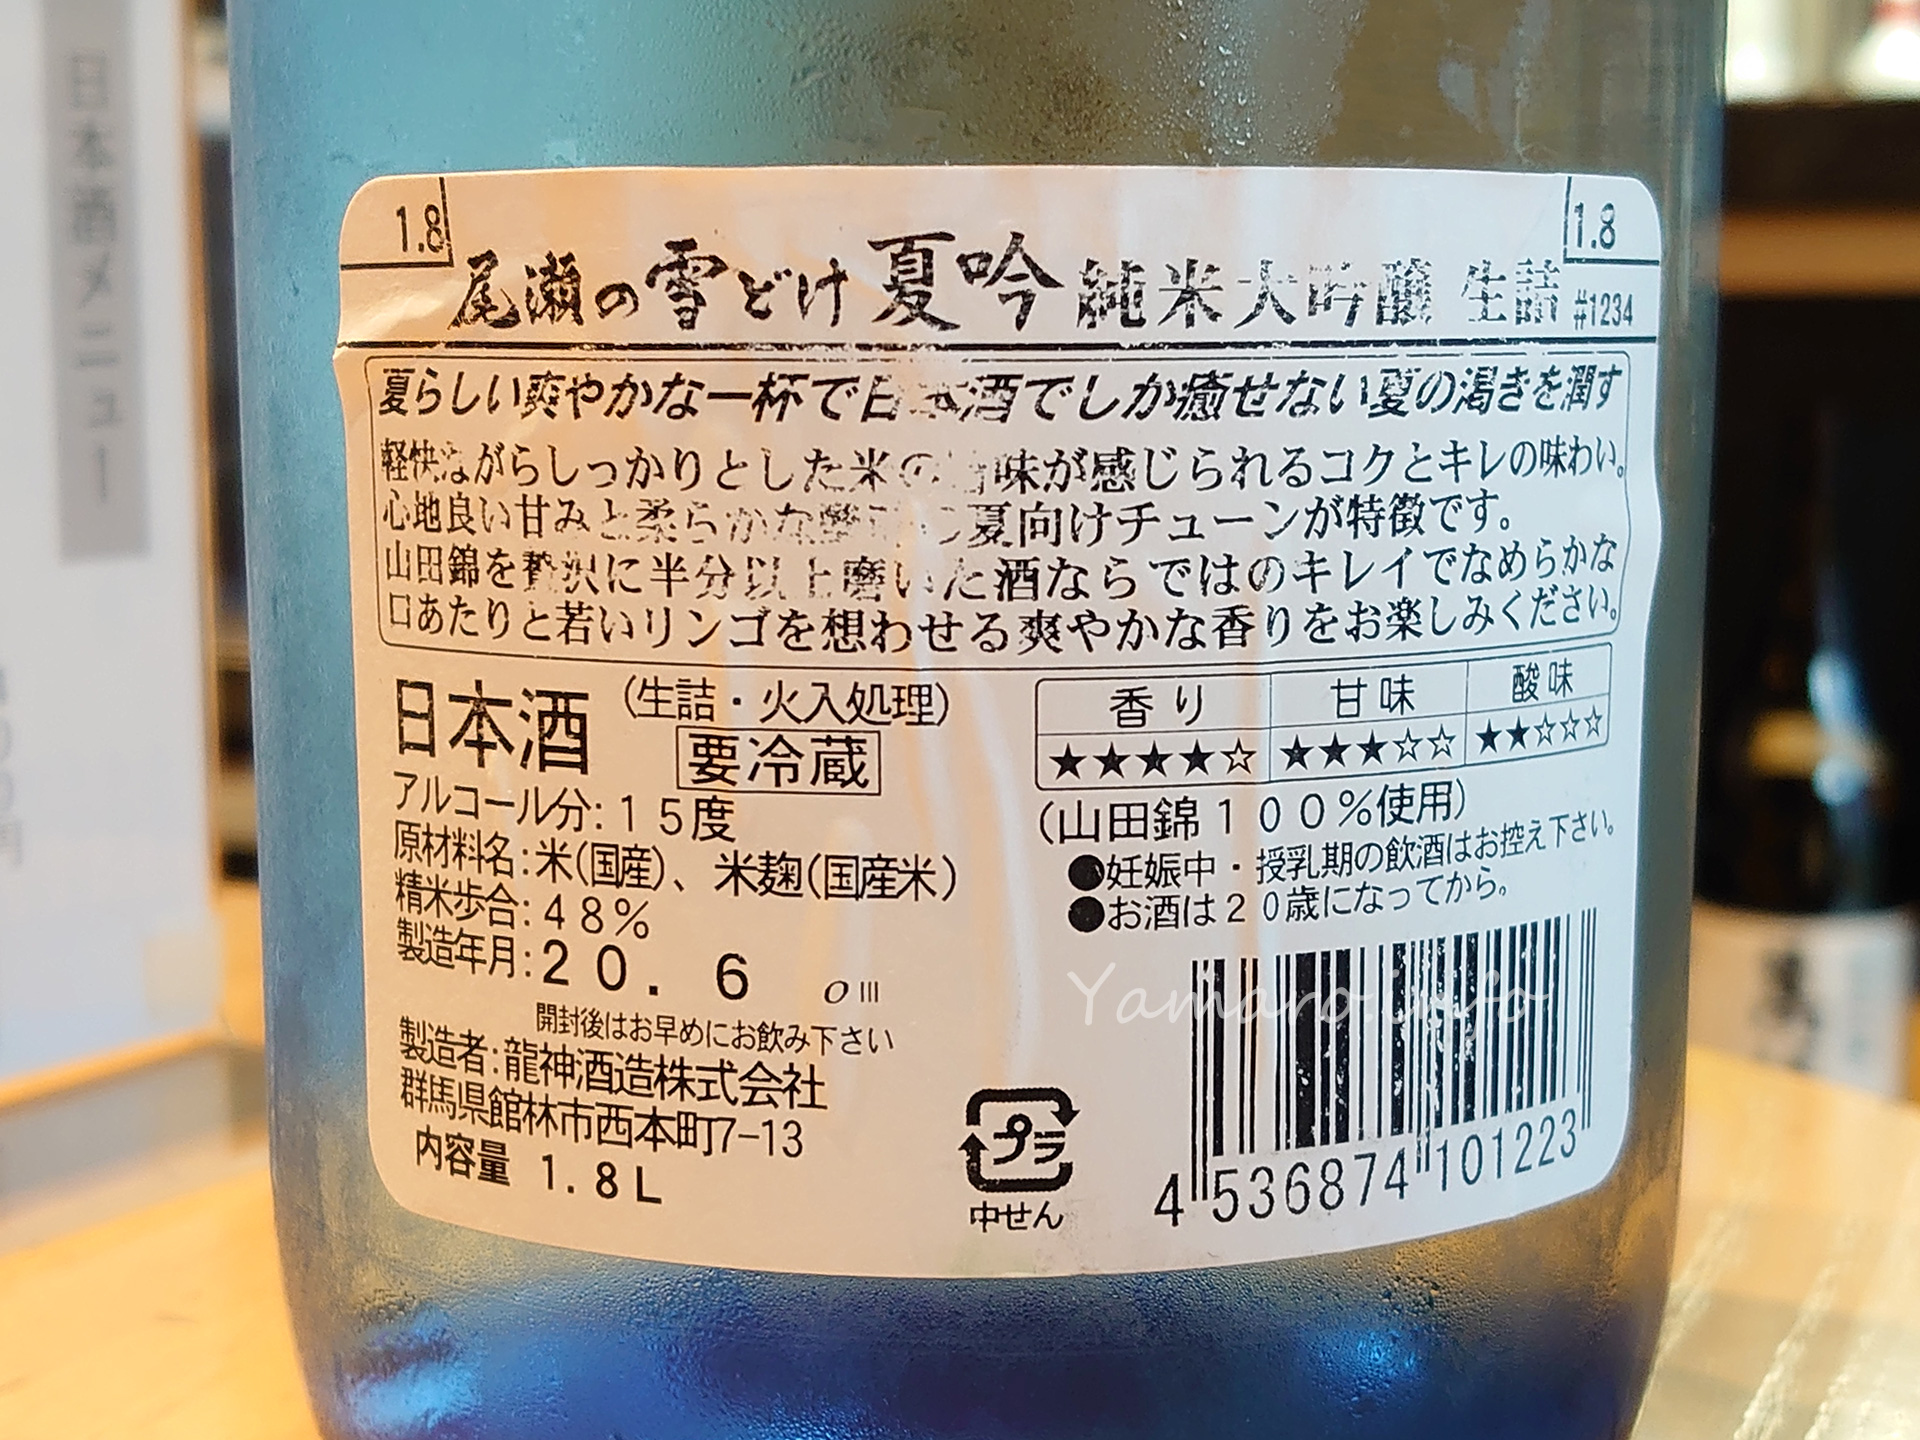 日本酒メニュー
1.8
1.8
尾瀬の雪どけ 夏吟 純米大吟醸 生詰 #1234
夏らしい爽やかな一杯で日本酒でしか癒せない夏の渇きを潤す
軽快ながらしっかりとした米の旨味が感じられるコクとキレの味わい。
心地良い甘みと柔らかな 夏向けチューンが特徴です。
山田錦を贅沢に半分以上磨いた酒ならではのキレイでなめらかな
口あたりと若いリンゴを想わせる爽やかな香りをお楽しみください。
日本酒 (生詰・火入処理)
要冷蔵
アルコール分:15度
原材料名:米(国産)、米麹(国産米)
精米歩合:48%
製造年月:20. 6
開封後はお早めにお飲み下さい
製造者:龍神酒造株式会社
群馬県館林市西本町7-13
内容量 1.8L
香り 甘味 酸味
★★★★☆ ★★★☆☆ ★★☆☆☆
(山田錦100%使用)
●妊娠中・授乳期の飲酒はお控え下さい。
●お酒は20歳になってから。
Yamaro.info
プラ
中せん
4 536874 101223